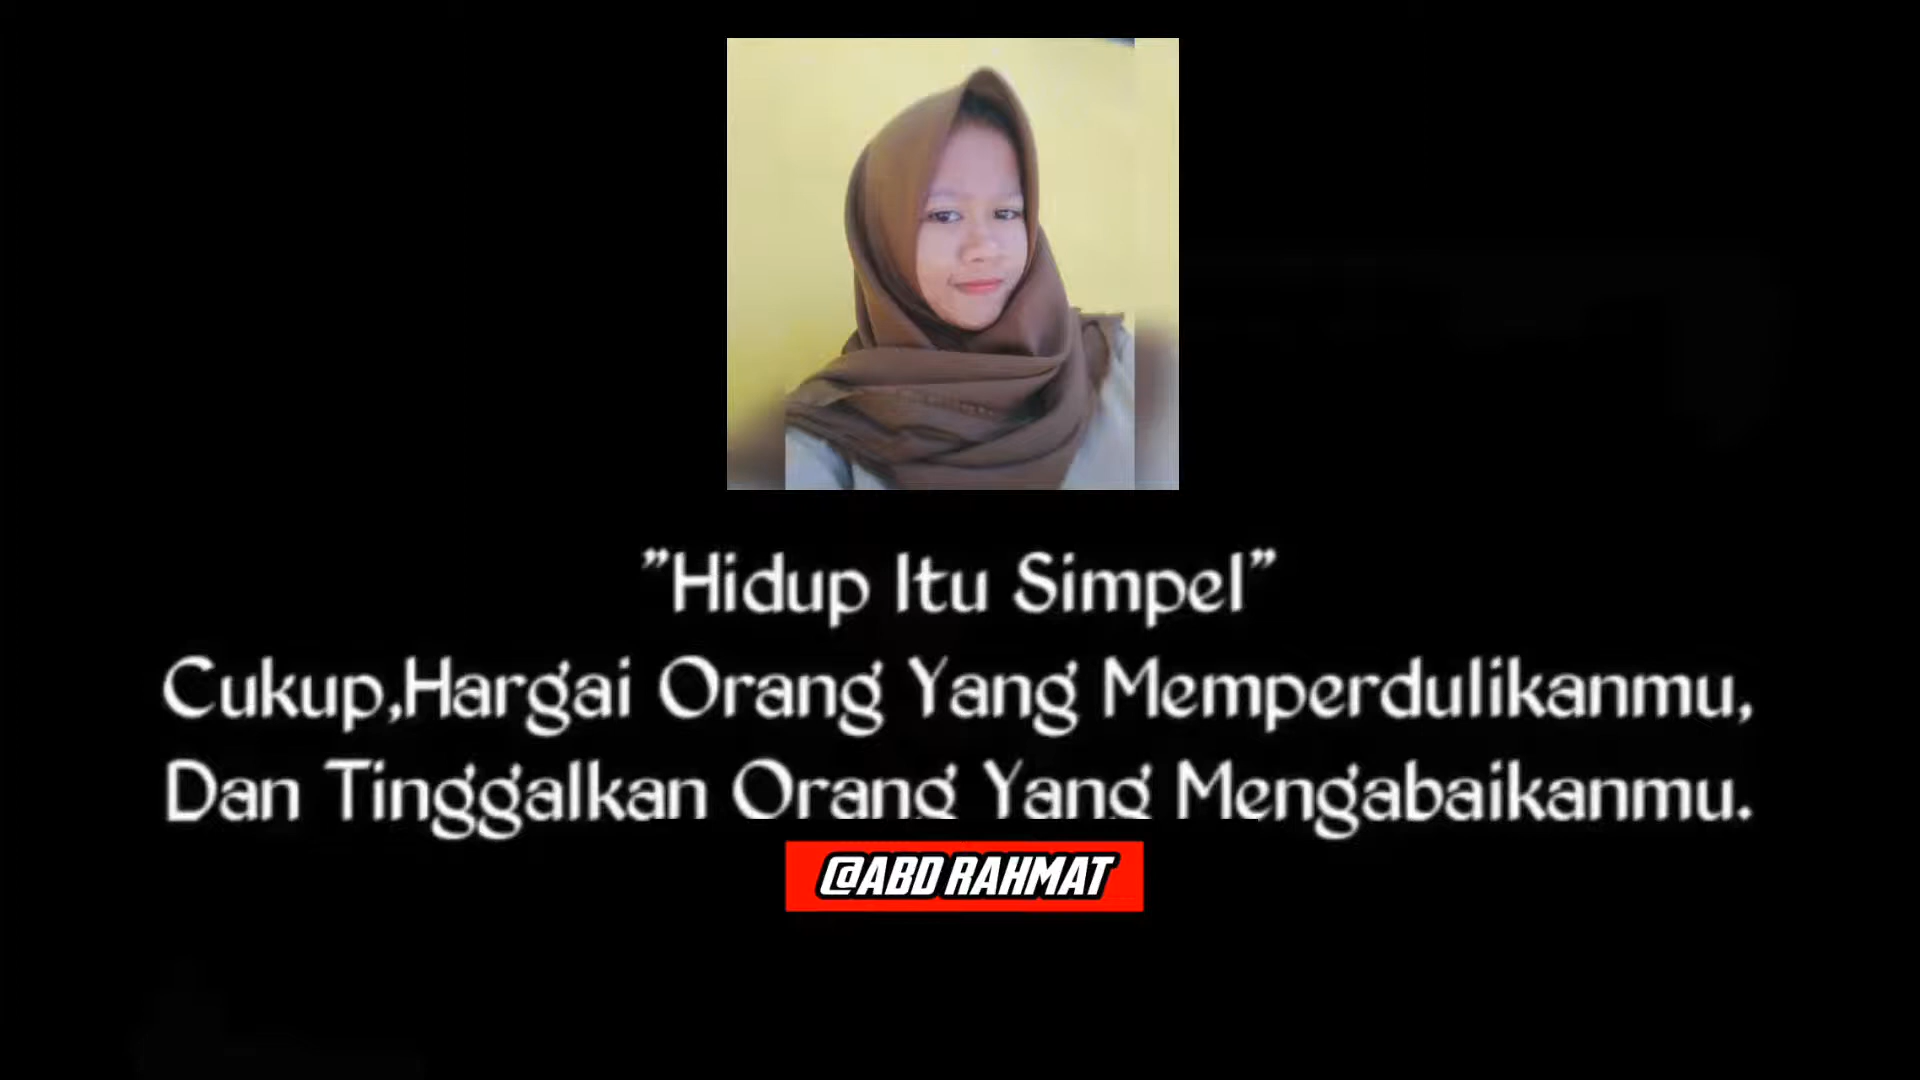 "Hidup Itu Simpel"
Cukup,Hargai Orang Yang Memperdulikanmu,
Dan Tinggalkan Orang Yang Mengabaikanmu.
@ABD RAHMAT